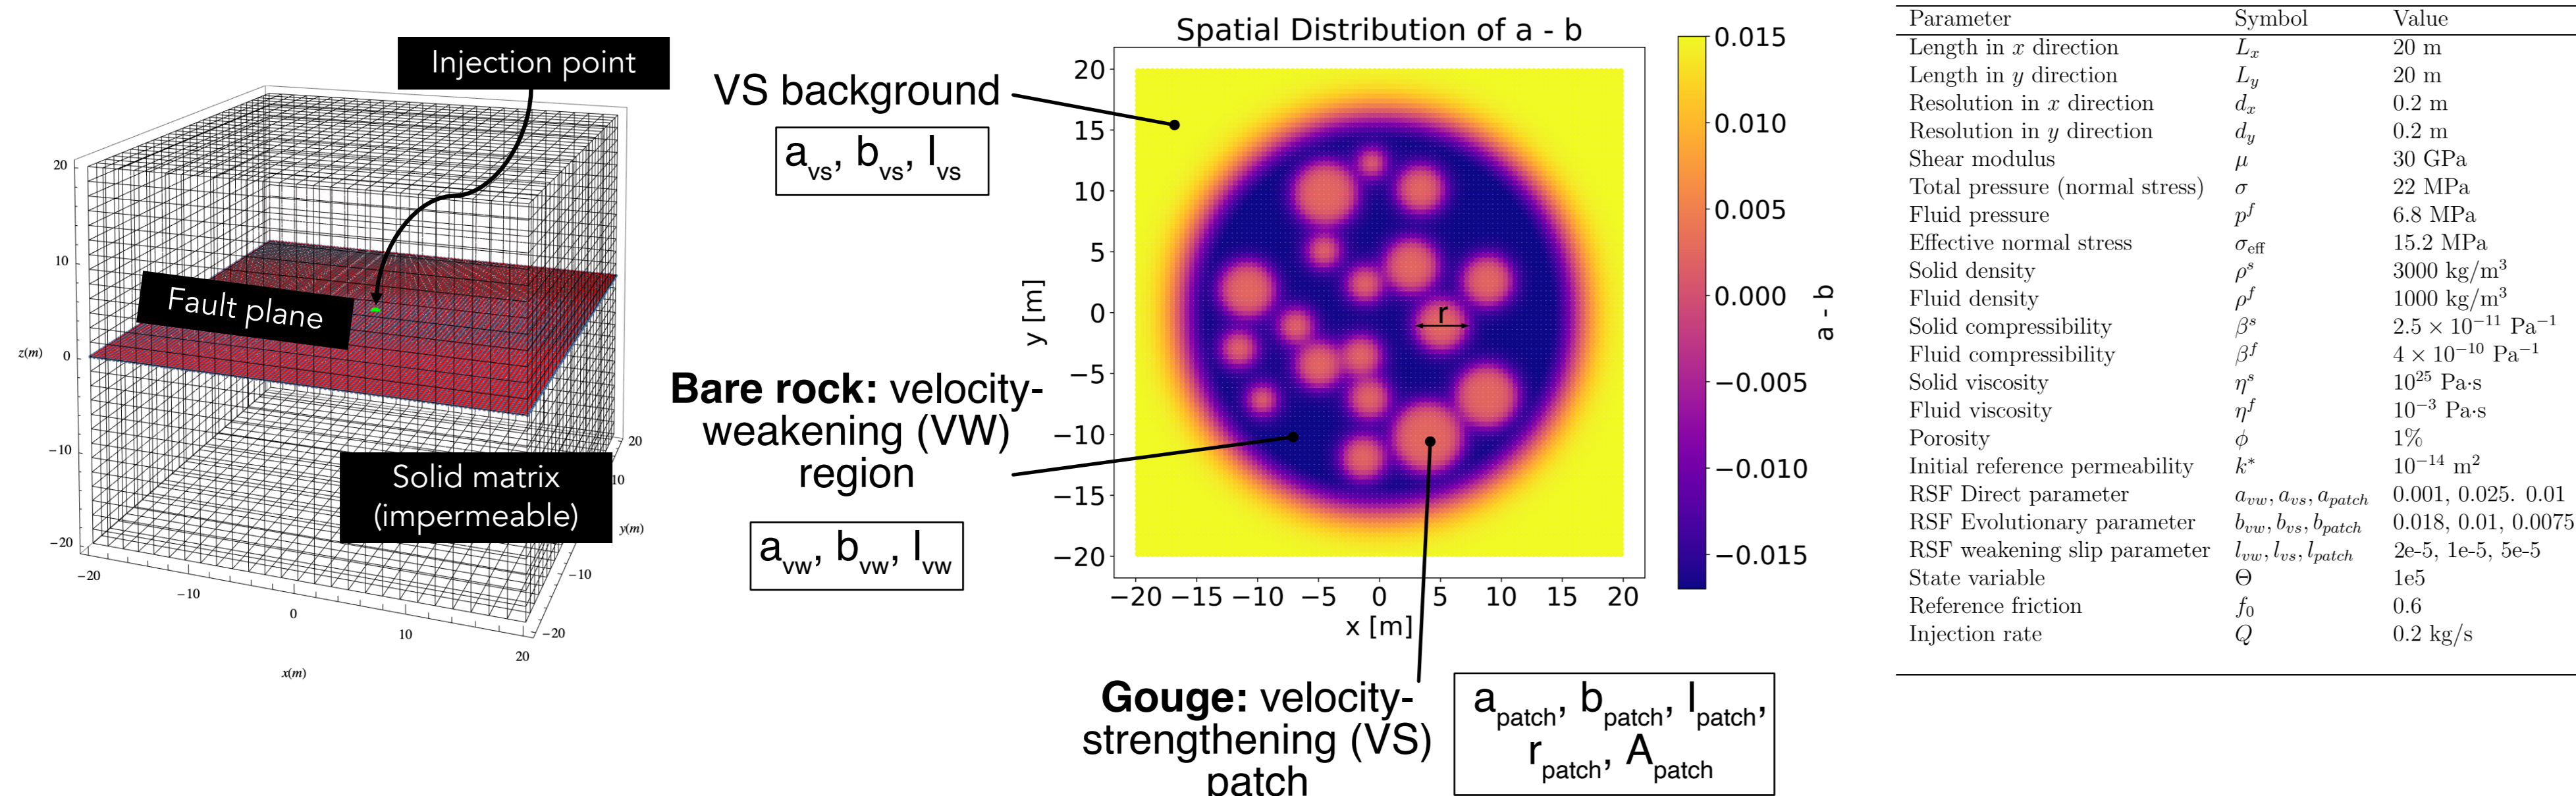 Injection point
Fault plane
Solid matrix
(impermeable)
20
10
z(m)
0
−10
−20
−20
−10
0
10
20
x(m)
20
10
y(m)
−10
−20
VS background
a_vs, b_vs, l_vs
Bare rock: velocity-
weakening (VW)
region
a_vw, b_vw, l_vw
Spatial Distribution of a - b
20
15
10
5
0
−5
−10
−15
−20
y [m]
r
−20 −15 −10 −5 0 5 10 15 20
x [m]
0.015
0.010
0.005
0.000
−0.005
−0.010
−0.015
a - b
Gouge: velocity-
strengthening (VS)
patch
a_patch, b_patch, l_patch,
r_patch, A_patch
Parameter Symbol Value
Length in x direction L_x 20 m
Length in y direction L_y 20 m
Resolution in x direction d_x 0.2 m
Resolution in y direction d_y 0.2 m
Shear modulus μ 30 GPa
Total pressure (normal stress) σ 22 MPa
Fluid pressure p^f 6.8 MPa
Effective normal stress σ_eff 15.2 MPa
Solid density ρ^s 3000 kg/m³
Fluid density ρ^f 1000 kg/m³
Solid compressibility β^s 2.5 × 10⁻¹¹ Pa⁻¹
Fluid compressibility β^f 4 × 10⁻¹⁰ Pa⁻¹
Solid viscosity η^s 10²⁵ Pa·s
Fluid viscosity η^f 10⁻³ Pa·s
Porosity ϕ 1%
Initial reference permeability k* 10⁻¹⁴ m²
RSF Direct parameter a_vw, a_vs, a_patch 0.001, 0.025. 0.01
RSF Evolutionary parameter b_vw, b_vs, b_patch 0.018, 0.01, 0.0075
RSF weakening slip parameter l_vw, l_vs, l_patch 2e-5, 1e-5, 5e-5
State variable Θ 1e5
Reference friction f_0 0.6
Injection rate Q 0.2 kg/s